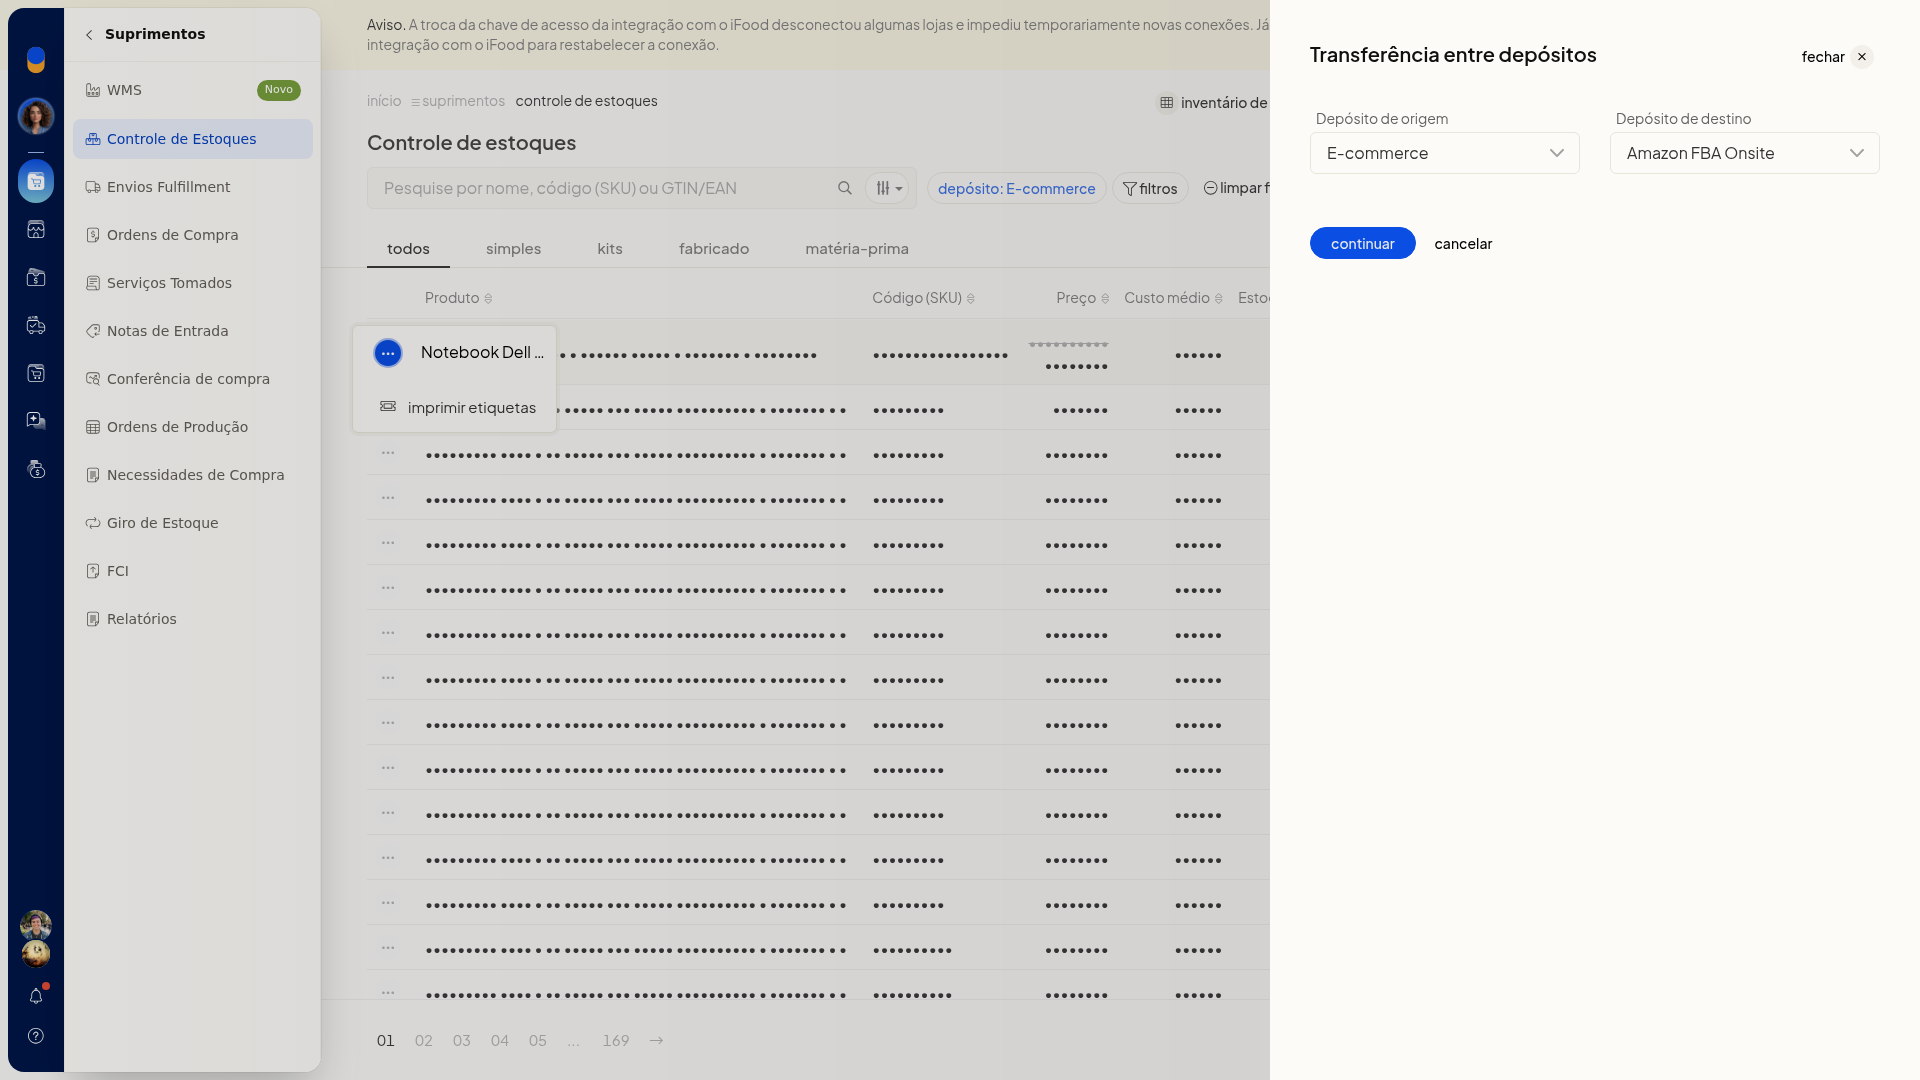 Suprimentos
WMS
Novo
Controle de Estoques
Envios Fulfillment
Ordens de Compra
Serviços Tomados
Notas de Entrada
Conferência de compra
Ordens de Produção
Necessidades de Compra
Giro de Estoque
FCI
Relatórios
Aviso. A troca da chave de acesso da integração com o iFood desconectou algumas lojas e impediu temporariamente novas conexões. Já
integração com o iFood para restabelecer a conexão.
início suprimentos controle de estoques
inventário de
Controle de estoques
Pesquise por nome, código (SKU) ou GTIN/EAN
depósito: E-commerce
filtros
limpar f
todos simples kits fabricado matéria-prima
Produto Código (SKU) Preço Custo médio Esto
Notebook Dell ...
imprimir etiquetas
01 02 03 04 05 ... 169 →
Transferência entre depósitos
fechar ×
Depósito de origem
E-commerce
Depósito de destino
Amazon FBA Onsite
continuar cancelar